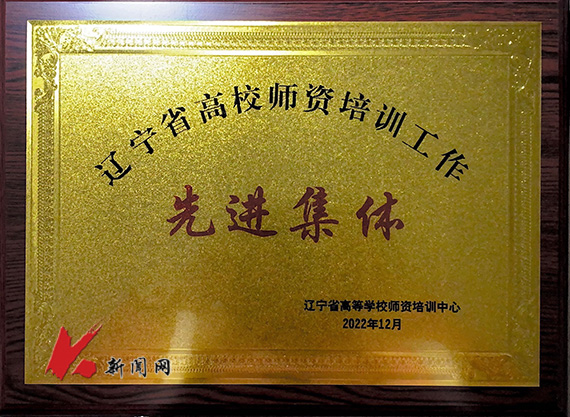 辽宁省高校师资培训工作
先进集体
辽宁省高等学校师资培训中心
2022年12月
新闻网